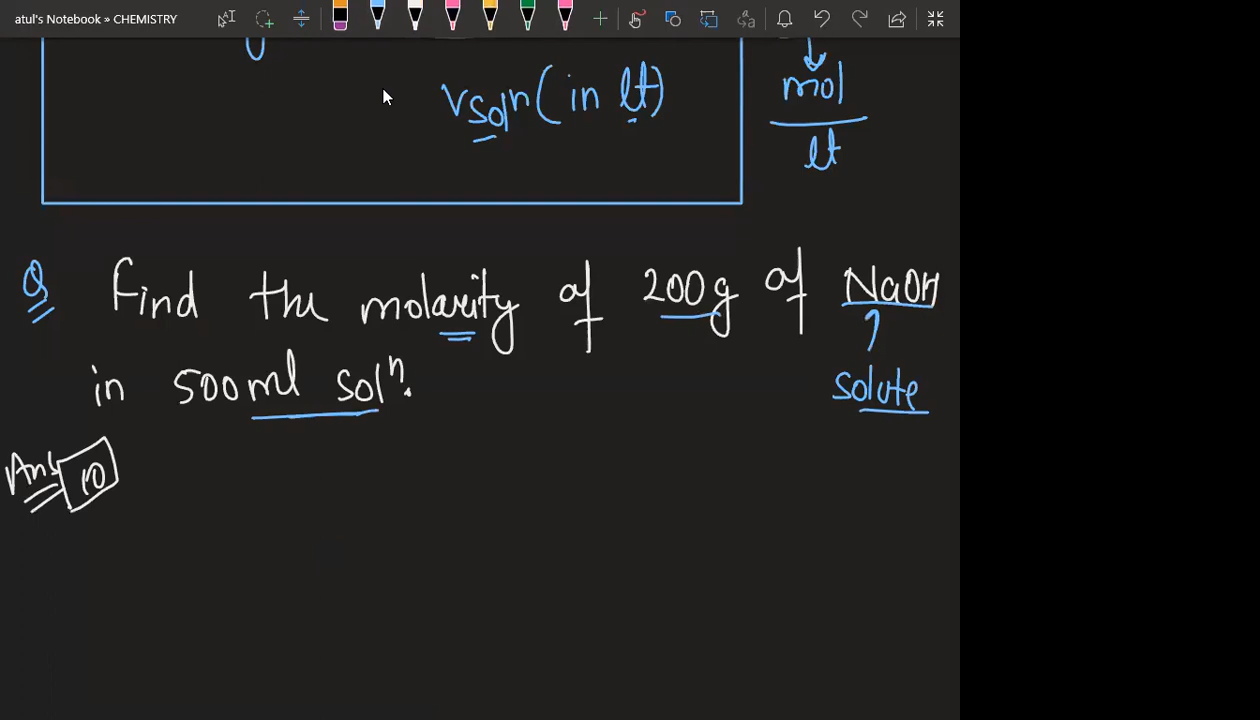 atul's Notebook » CHEMISTRY
Vsolⁿ (in lt)
mol
lt
Q Find the molarity of 200g of NaOH
in 500ml solⁿ.
solute
Ans 10